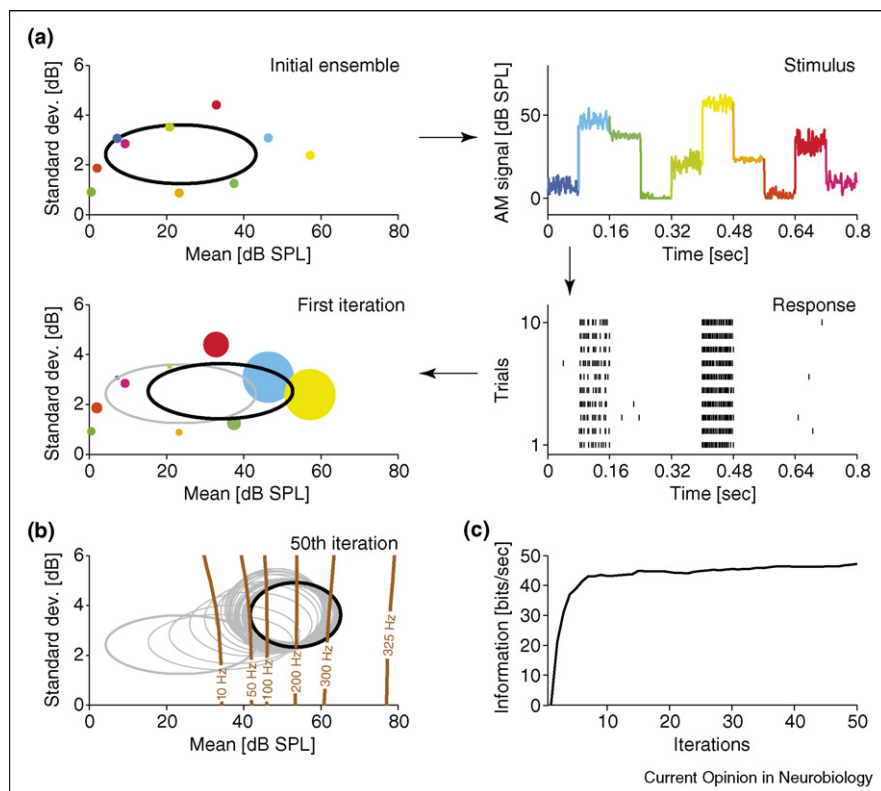 (a)
Initial ensemble
Standard dev. [dB]
6
4
2
0
0 20 40 60 80
Mean [dB SPL]
Stimulus
AM signal [dB SPL]
50
0
0 0.16 0.32 0.48 0.64 0.8
Time [sec]
First iteration
Standard dev. [dB]
6
4
2
0
0 20 40 60 80
Mean [dB SPL]
Response
Trials
10
1
0 0.16 0.32 0.48 0.64 0.8
Time [sec]
(b)
50th iteration
Standard dev. [dB]
6
4
2
0
10 Hz
50 Hz
100 Hz
200 Hz
300 Hz
325 Hz
0 20 40 60 80
Mean [dB SPL]
(c)
Information [bits/sec]
50
40
30
20
10
0
10 20 30 40 50
Iterations
Current Opinion in Neurobiology